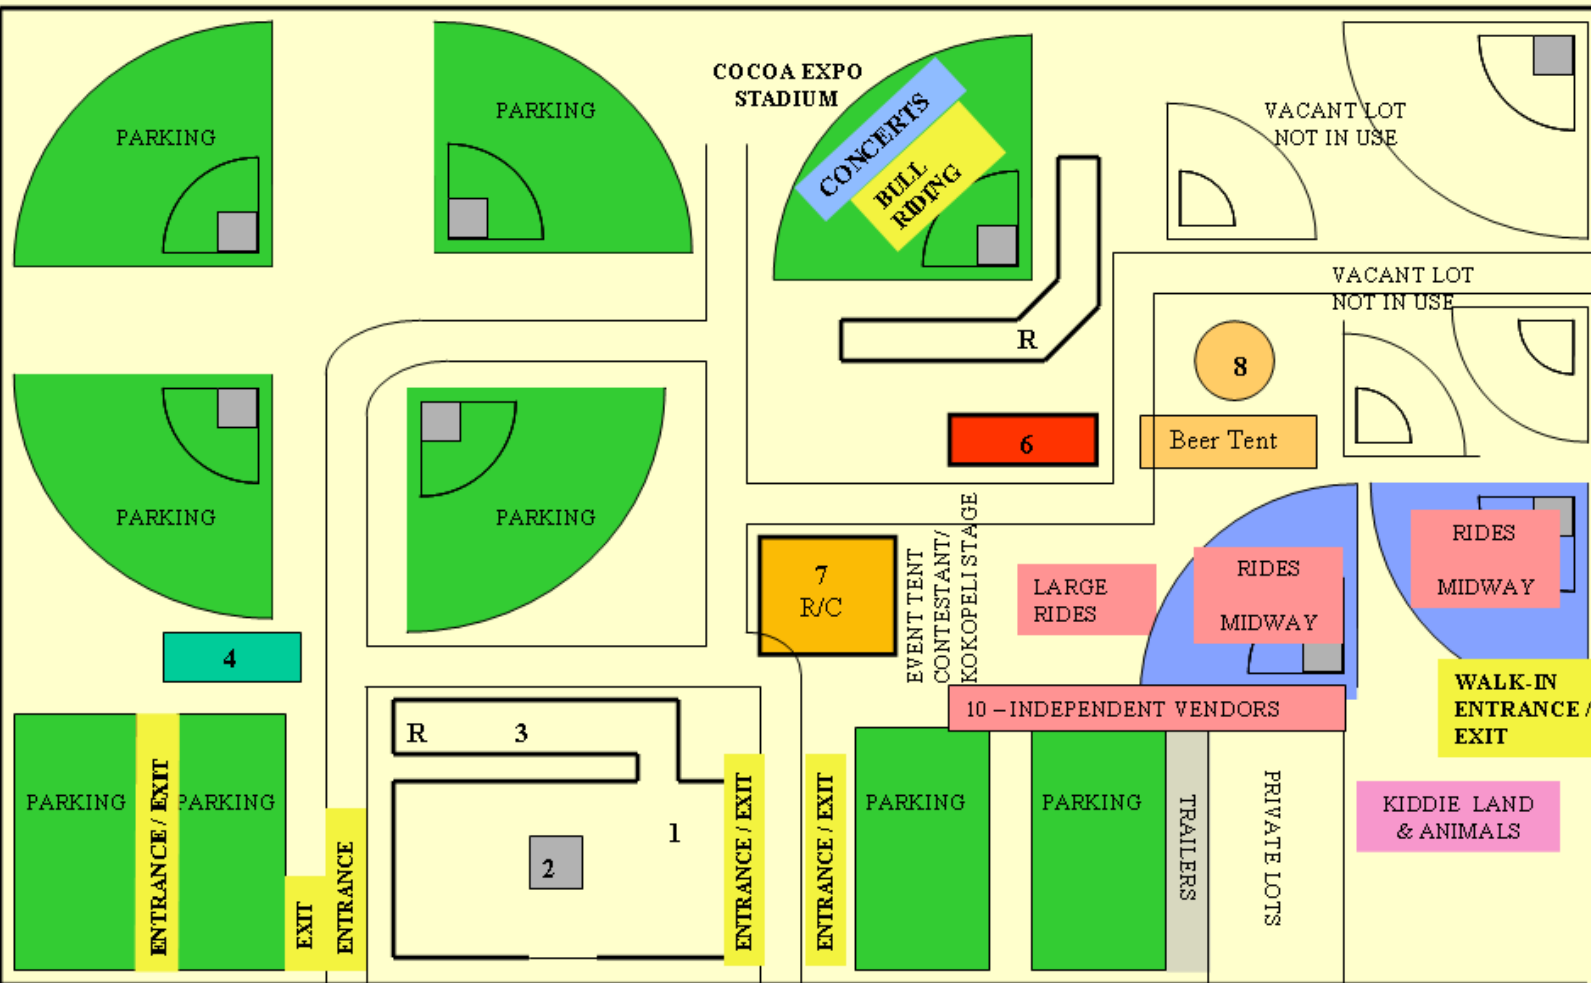 COCOA EXPO
STADIUM
PARKING
PARKING
CONCERTS
BULL
RIDING
VACANT LOT
NOT IN USE
VACANT LOT
NOT IN USE
R
8
6
Beer Tent
PARKING
PARKING
7
R/C
EVENT TENT
CONTESTANT/
KOKOPELI STAGE
LARGE
RIDES
RIDES
MIDWAY
RIDES
MIDWAY
4
WALK-IN
ENTRANCE /
EXIT
10 – INDEPENDENT VENDORS
R
3
PARKING
ENTRANCE / EXIT
PARKING
EXIT
ENTRANCE
1
2
ENTRANCE / EXIT
ENTRANCE / EXIT
PARKING
PARKING
TRAILERS
PRIVATE LOTS
KIDDIE LAND
& ANIMALS